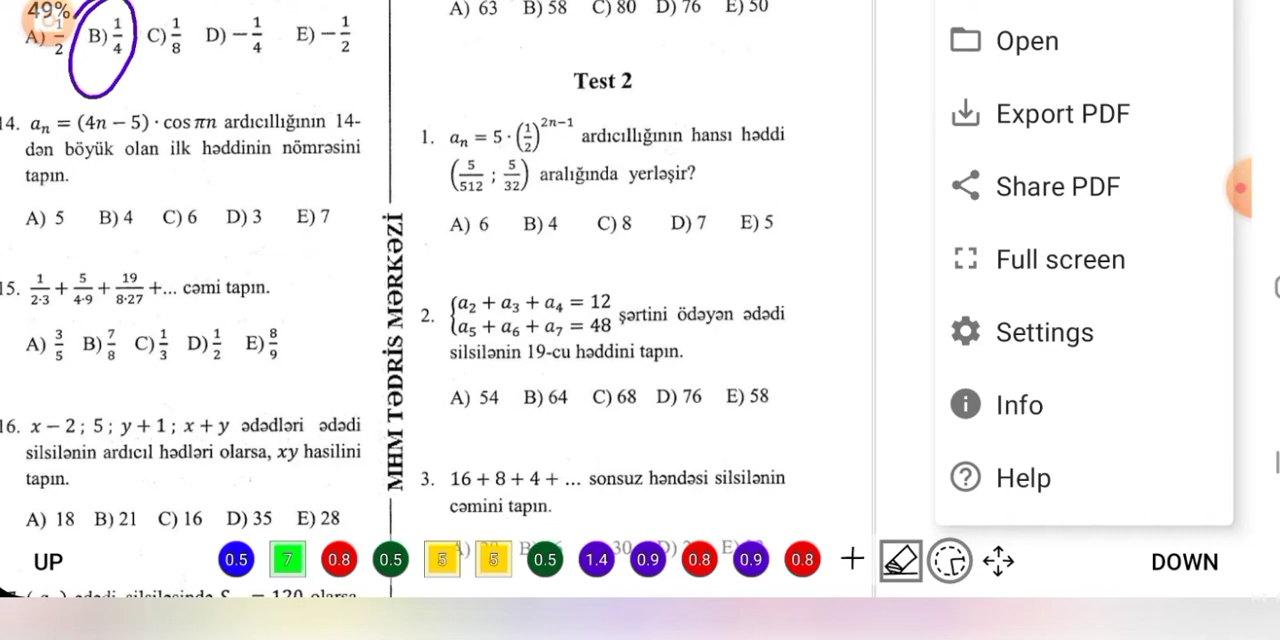 49%
A) 1/2 B) 1/4 C) 1/8 D) −1/4 E) −1/2
14. aₙ = (4n − 5) · cos πn ardıcıllığının 14-
dən böyük olan ilk həddinin nömrəsini
tapın.
A) 5 B) 4 C) 6 D) 3 E) 7
15. 1/2·3 + 5/4·9 + 19/8·27 +... cəmi tapın.
A) 3/5 B) 7/8 C) 1/3 D) 1/2 E) 8/9
16. x − 2 ; 5 ; y + 1 ; x + y ədədləri ədədi
silsilənin ardıcıl hədləri olarsa, xy hasilini
tapın.
A) 18 B) 21 C) 16 D) 35 E) 28
MHM TƏDRİS MƏRKƏZİ
A) 63 B) 58 C) 80 D) 76 E) 50
Test 2
1. aₙ = 5 · (1/2)²ⁿ⁻¹ ardıcıllığının hansı həddi
(5/512 ; 5/32) aralığında yerləşir?
A) 6 B) 4 C) 8 D) 7 E) 5
2. {a₂ + a₃ + a₄ = 12
a₅ + a₆ + a₇ = 48 şərtini ödəyən ədədi
silsilənin 19-cu həddini tapın.
A) 54 B) 64 C) 68 D) 76 E) 58
3. 16 + 8 + 4 + ... sonsuz həndəsi silsilənin
cəmini tapın.
Open
Export PDF
Share PDF
Full screen
Settings
Info
Help
UP 0.5 7 0.8 0.5 5 5 0.5 1.4 0.9 0.8 0.9 0.8 + DOWN